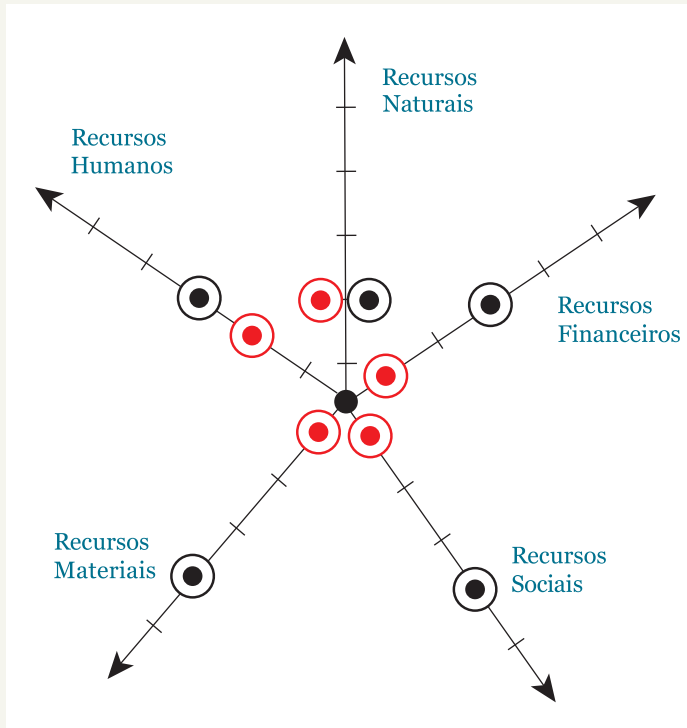 Recursos
Naturais
Recursos
Humanos
Recursos
Financeiros
Recursos
Materiais
Recursos
Sociais